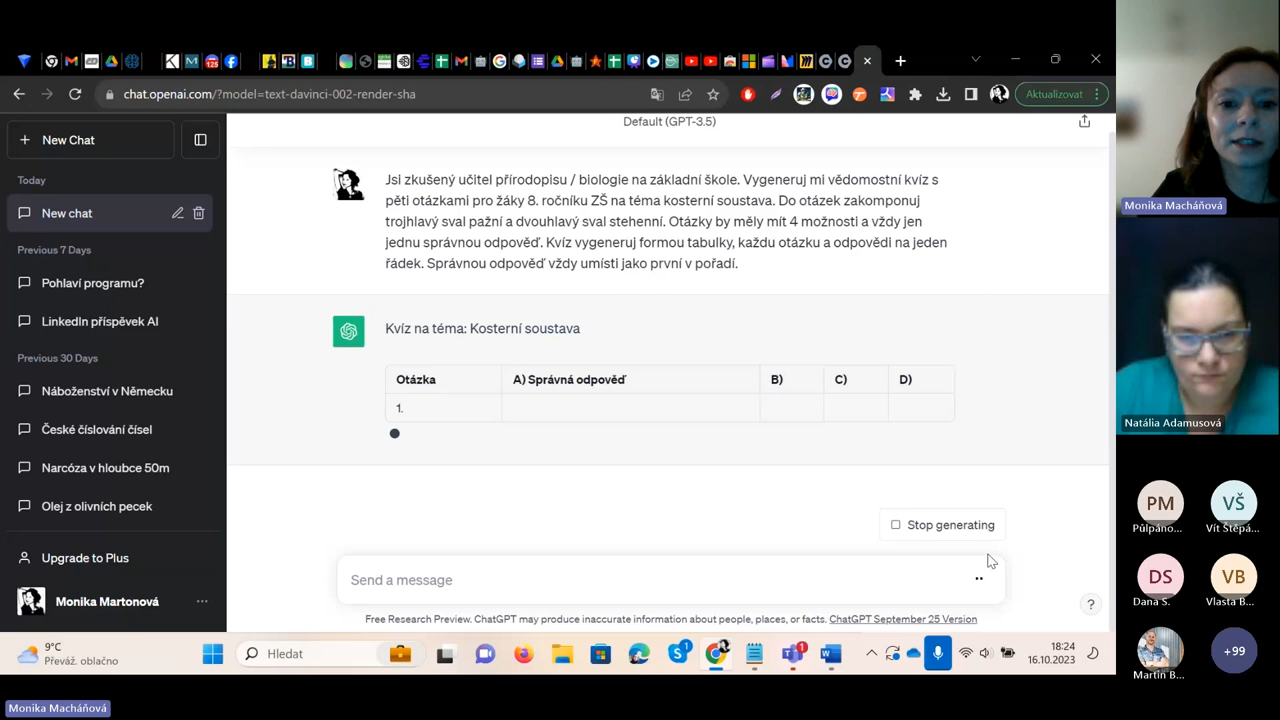 chat.openai.com/?model=text-davinci-002-render-sha
Aktualizovat
New Chat
Today
New chat
Previous 7 Days
Pohlaví programu?
LinkedIn příspěvek AI
Previous 30 Days
Náboženství v Německu
České číslování čísel
Narcóza v hloubce 50m
Olej z olivních pecek
Upgrade to Plus
Monika Martonová
Default (GPT-3.5)
Jsi zkušený učitel přírodopisu / biologie na základní škole. Vygeneruj mi vědomostní kvíz s
pěti otázkami pro žáky 8. ročníku ZŠ na téma kosterní soustava. Do otázek zakomponuj
trojhlavý sval pažní a dvouhlavý sval stehenní. Otázky by měly mít 4 možnosti a vždy jen
jednu správnou odpověď. Kvíz vygeneruj formou tabulky, každu otázku a odpovědi na jeden
řádek. Správnou odpověď vždy umísti jako první v pořadí.
Kvíz na téma: Kosterní soustava
Otázka A) Správná odpověď B) C) D)
1.
Stop generating
Send a message
Free Research Preview. ChatGPT may produce inaccurate information about people, places, or facts. ChatGPT September 25 Version
?
9°C
Převáž. oblačno
Hledat
1
18:24
16.10.2023
Monika Macháňová
Natália Adamusová
PM
Půlpáno...
VŠ
Vít Štěpá...
DS
Dana S.
VB
Vlasta B...
Martin B...
+99
Monika Macháňová